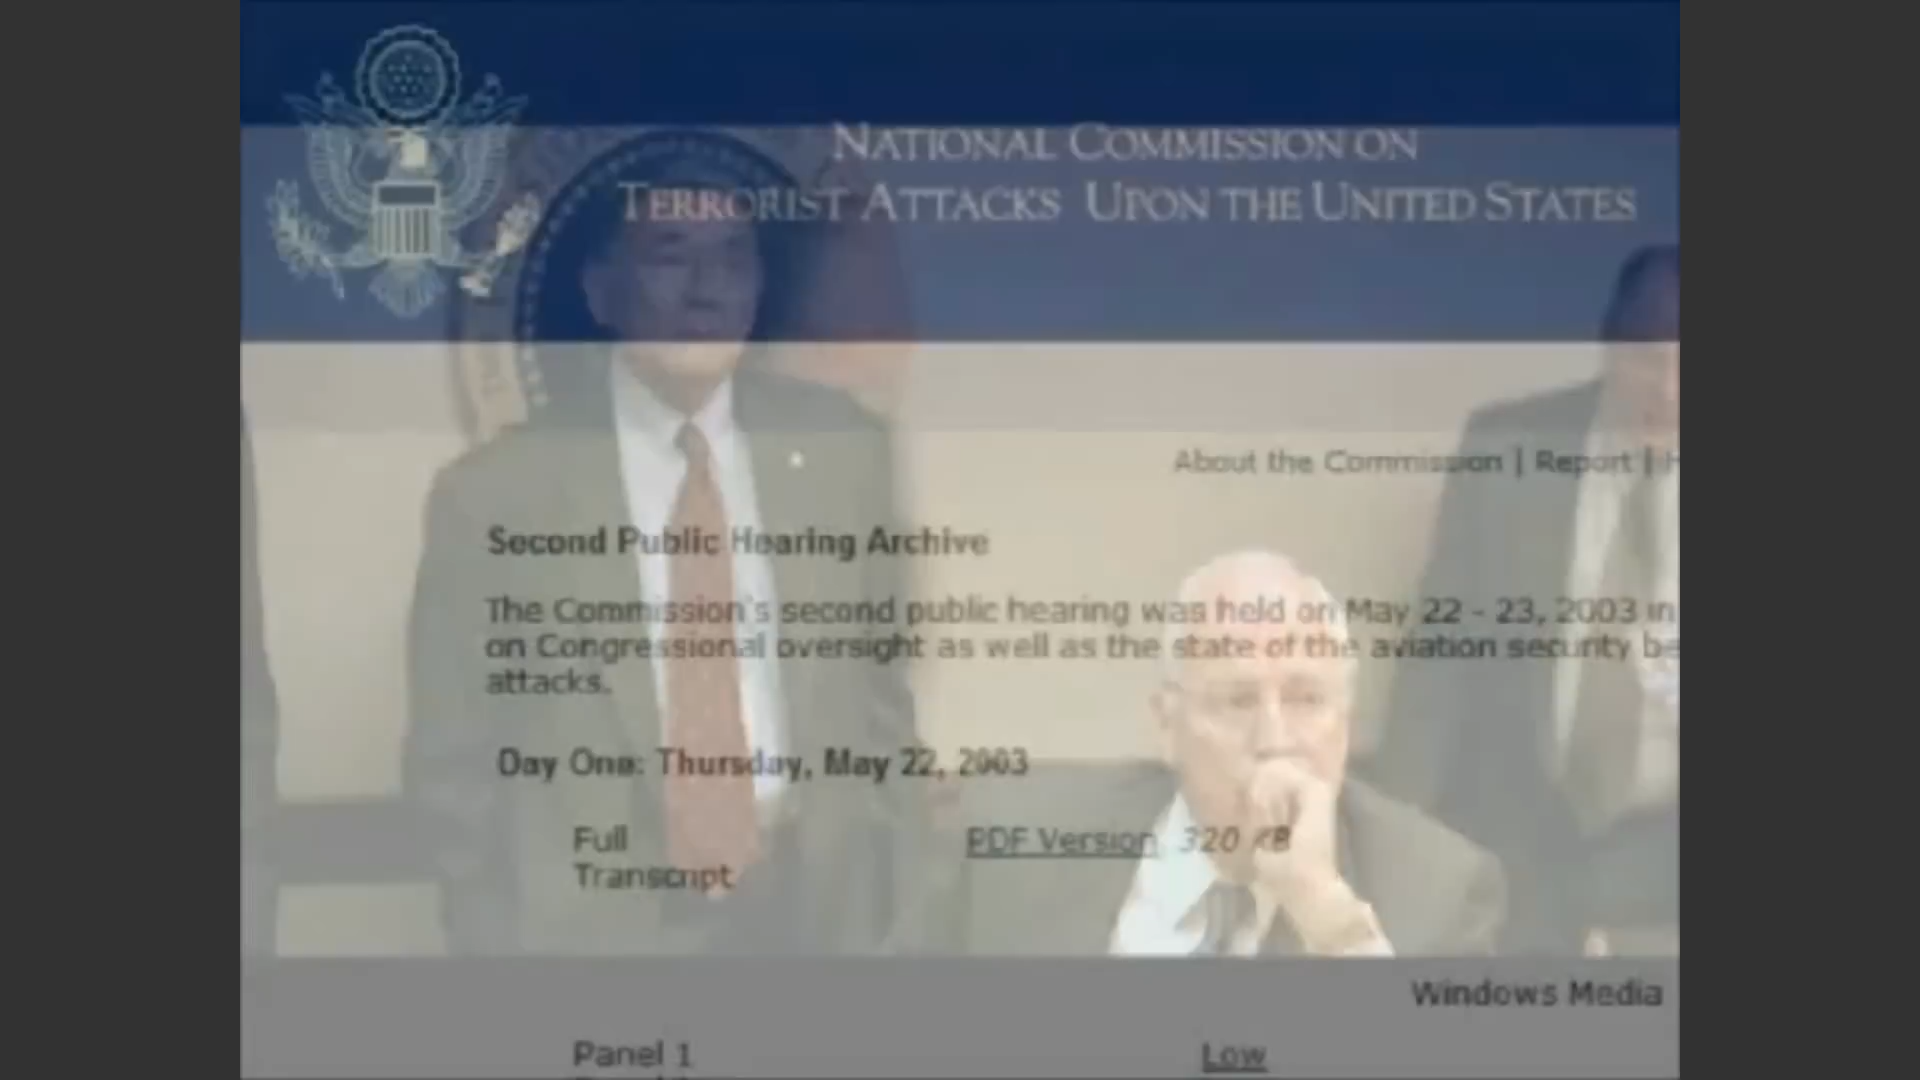 NATIONAL COMMISSION ON
TERRORIST ATTACKS UPON THE UNITED STATES
About the Commission | Report |
Second Public Hearing Archive
The Commission's second public hearing was held on May 22 - 23, 2003 in
on Congressional oversight as well as the state of the aviation security
attacks.
Day One: Thursday, May 22, 2003
Full
Transcript
PDF Version 320 KB
Windows Media
Panel 1
Low